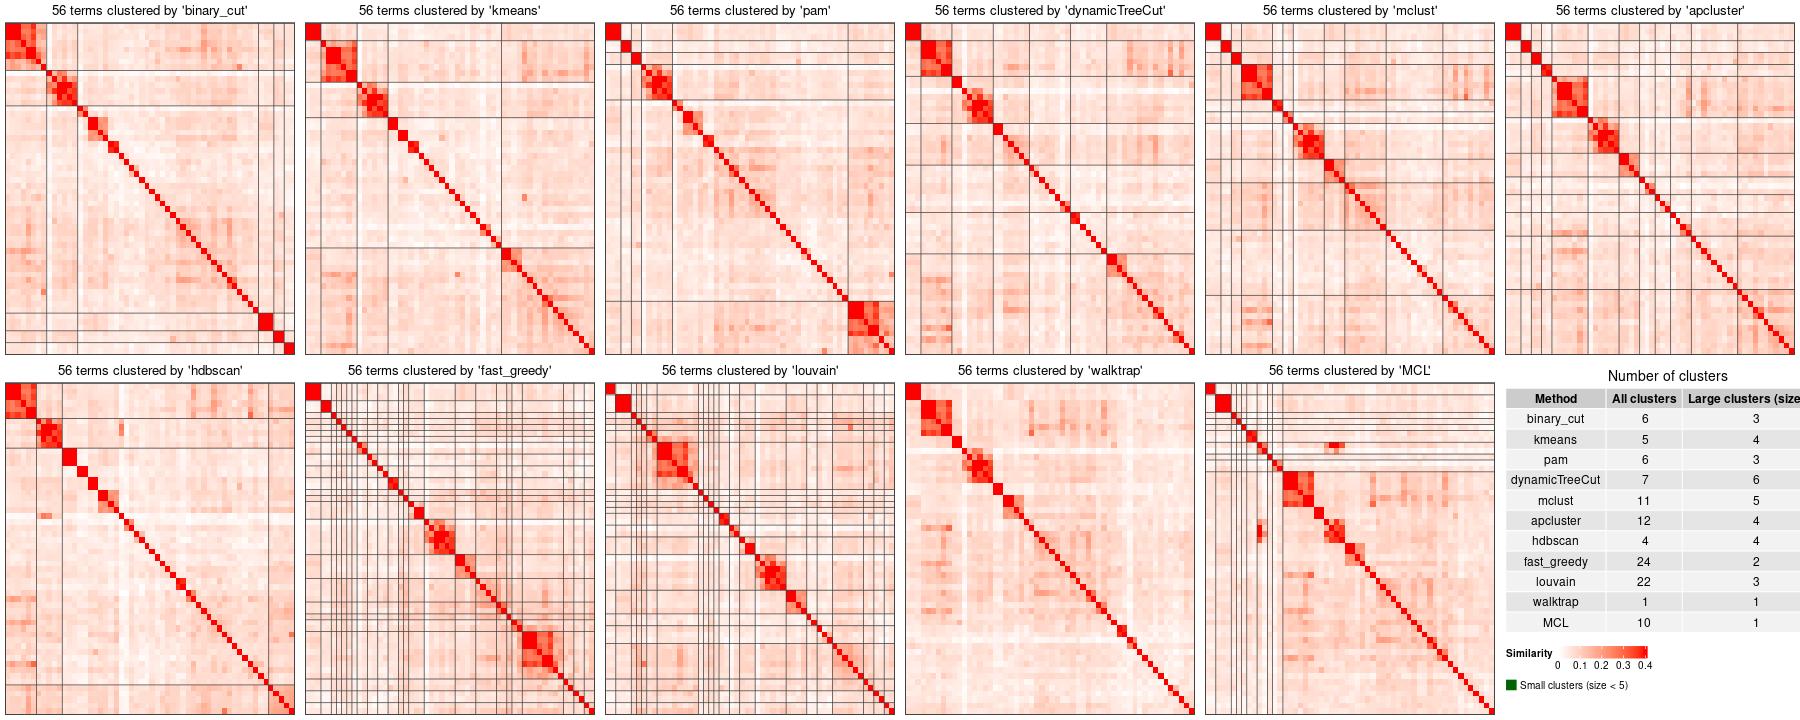 56 terms clustered by 'binary_cut'
56 terms clustered by 'kmeans'
56 terms clustered by 'pam'
56 terms clustered by 'dynamicTreeCut'
56 terms clustered by 'mclust'
56 terms clustered by 'apcluster'
56 terms clustered by 'hdbscan'
56 terms clustered by 'fast_greedy'
56 terms clustered by 'louvain'
56 terms clustered by 'walktrap'
56 terms clustered by 'MCL'
Number of clusters
Method All clusters Large clusters (size
binary_cut 6 3
kmeans 5 4
pam 6 3
dynamicTreeCut 7 6
mclust 11 5
apcluster 12 4
hdbscan 4 4
fast_greedy 24 2
louvain 22 3
walktrap 1 1
MCL 10 1
Similarity
0 0.1 0.2 0.3 0.4
Small clusters (size < 5)